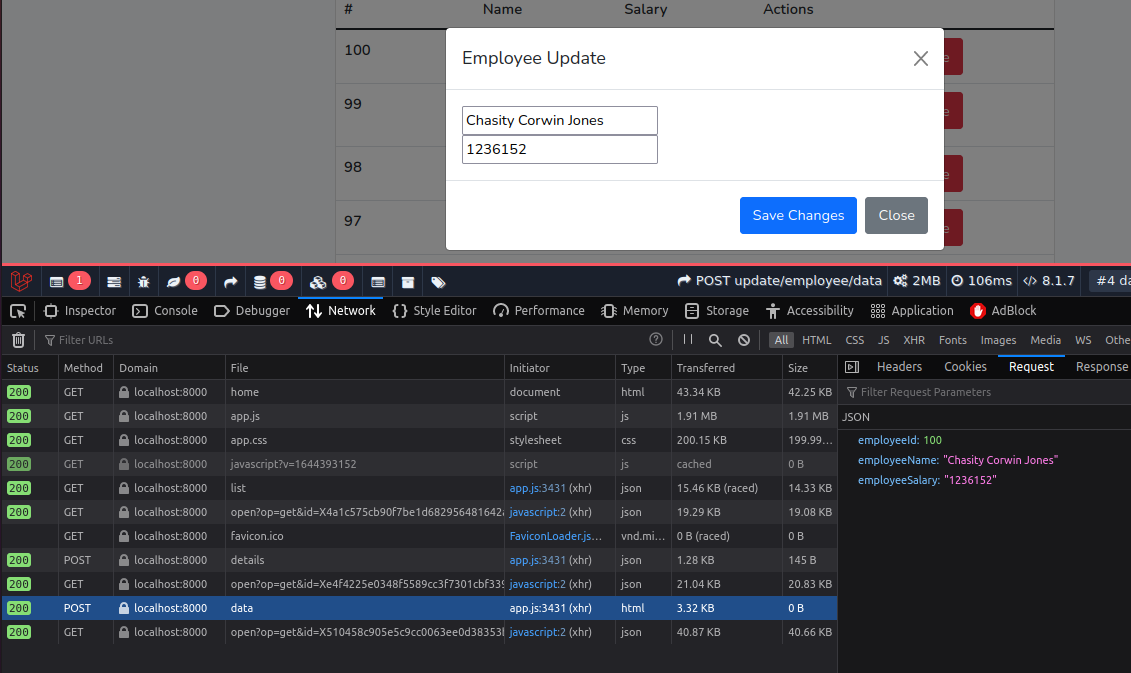 # Name Salary Actions
100 e
Employee Update
99 e
Chasity Corwin Jones
1236152
98 e
97 e
Save Changes Close
1 0 0 0 POST update/employee/data 2MB 106ms 8.1.7 #4 da
Inspector Console Debugger Network Style Editor Performance Memory Storage Accessibility Application AdBlock
Filter URLs All HTML CSS JS XHR Fonts Images Media WS Othe
Status Method Domain File Initiator Type Transferred Size Headers Cookies Request Response
200 GET localhost:8000 home document html 43.34 KB 42.25 KB Filter Request Parameters
200 GET localhost:8000 app.js script js 1.91 MB 1.91 MB JSON
200 GET localhost:8000 app.css stylesheet css 200.15 KB 199.99… employeeId: 100
200 GET localhost:8000 javascript?v=1644393152 script js cached 0 B employeeName: "Chasity Corwin Jones"
200 GET localhost:8000 list app.js:3431 (xhr) json 15.46 KB (raced) 14.33 KB employeeSalary: "1236152"
200 GET localhost:8000 open?op=get&id=X4a1c575cb90f7be1d682956481642a javascript:2 (xhr) json 19.29 KB 19.08 KB
GET localhost:8000 favicon.ico FaviconLoader.js… vnd.mi… 0 B (raced) 0 B
200 POST localhost:8000 details app.js:3431 (xhr) json 1.28 KB 145 B
200 GET localhost:8000 open?op=get&id=Xe4f4225e0348f5589cc3f7301cbf339 javascript:2 (xhr) json 21.04 KB 20.83 KB
200 POST localhost:8000 data app.js:3431 (xhr) html 3.32 KB 0 B
200 GET localhost:8000 open?op=get&id=X510458c905e5c9cc0063ee0d38353l javascript:2 (xhr) json 40.87 KB 40.66 KB